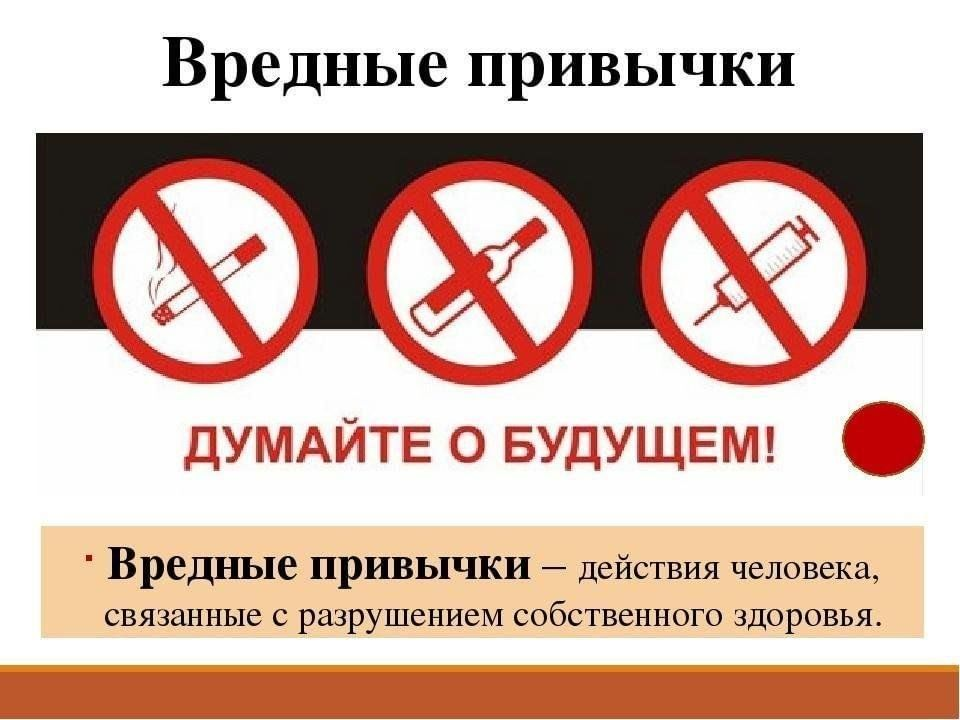 Вредные привычки
ДУМАЙТЕ О БУДУЩЕМ!
Вредные привычки – действия человека,
связанные с разрушением собственного здоровья.